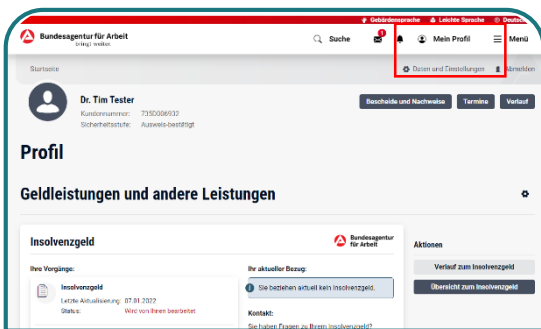 Gebärdensprache Leichte Sprache Deutsch
Bundesagentur für Arbeit
bringt weiter.
Suche Mein Profil Menü
Startseite Daten und Einstellungen Abmelden
Dr. Tim Tester
Kundennummer: 735D006932
Sicherheitsstufe: Ausweis-bestätigt
Bescheide und Nachweise Termine Verlauf
Profil
Geldleistungen und andere Leistungen
Insolvenzgeld
Bundesagentur
für Arbeit
Aktionen
Ihre Vorgänge:
Ihr aktueller Bezug:
Verlauf zum Insolvenzgeld
Insolvenzgeld
Sie beziehen aktuell kein Insolvenzgeld.
Übersicht zum Insolvenzgeld
Letzte Aktualisierung: 07.01.2022
Status: Wird von Ihnen bearbeitet
Kontakt:
Sie haben Fragen zu Ihrem Insolvenzgeld?